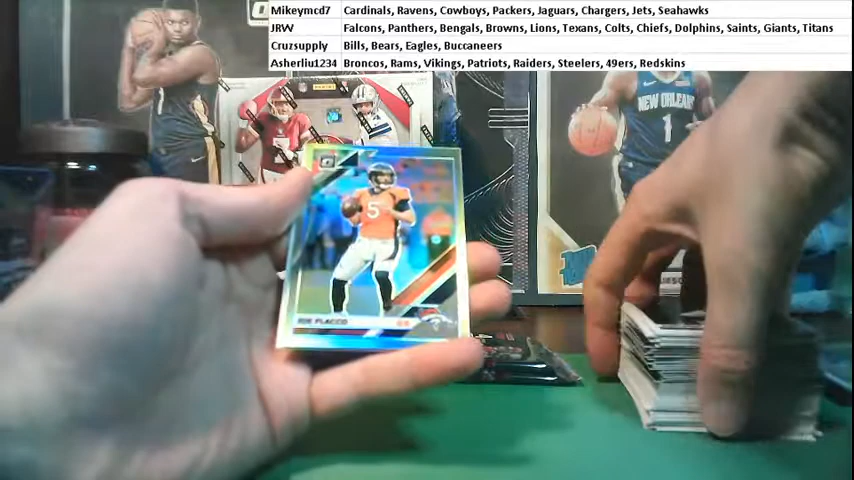 Mikeymcd7 Cardinals, Ravens, Cowboys, Packers, Jaguars, Chargers, Jets, Seahawks
JRW Falcons, Panthers, Bengals, Browns, Lions, Texans, Colts, Chiefs, Dolphins, Saints, Giants, Titans
Cruzsupply Bills, Bears, Eagles, Buccaneers
Asherliu1234 Broncos, Rams, Vikings, Patriots, Raiders, Steelers, 49ers, Redskins
PANINI
NEW ORLEANS
1
5
JOE FLACCO